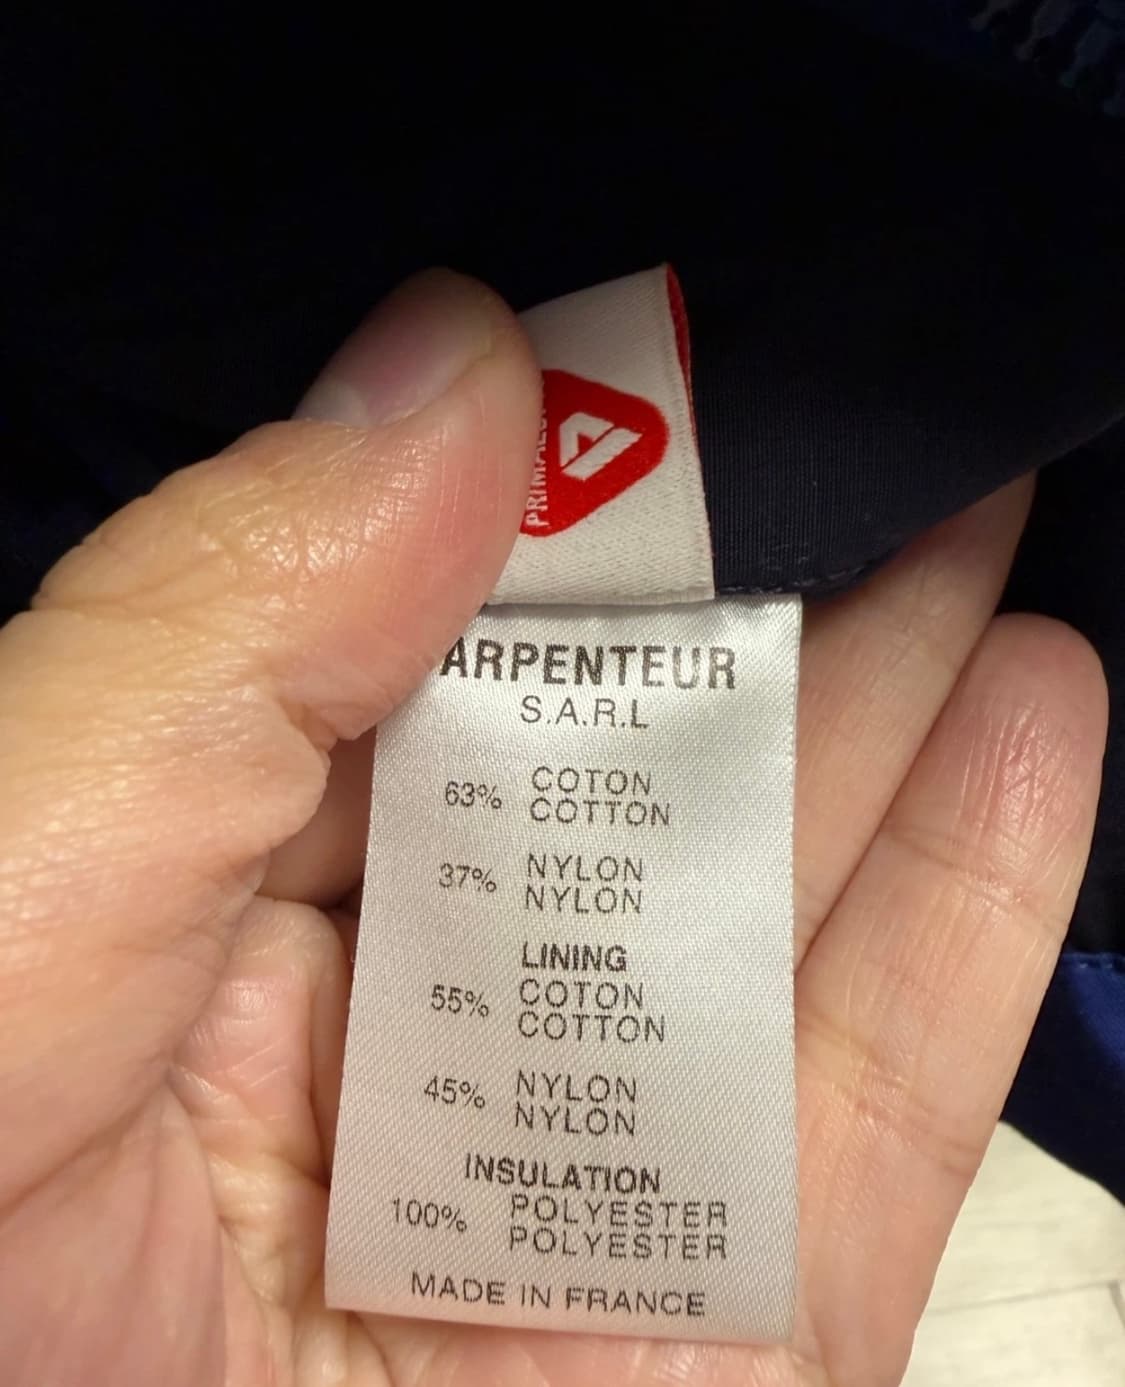 ARPENTEUR
S.A.R.L
63% COTON
COTTON
37% NYLON
NYLON
LINING
55% COTON
COTTON
45% NYLON
NYLON
INSULATION
100% POLYESTER
POLYESTER
MADE IN FRANCE